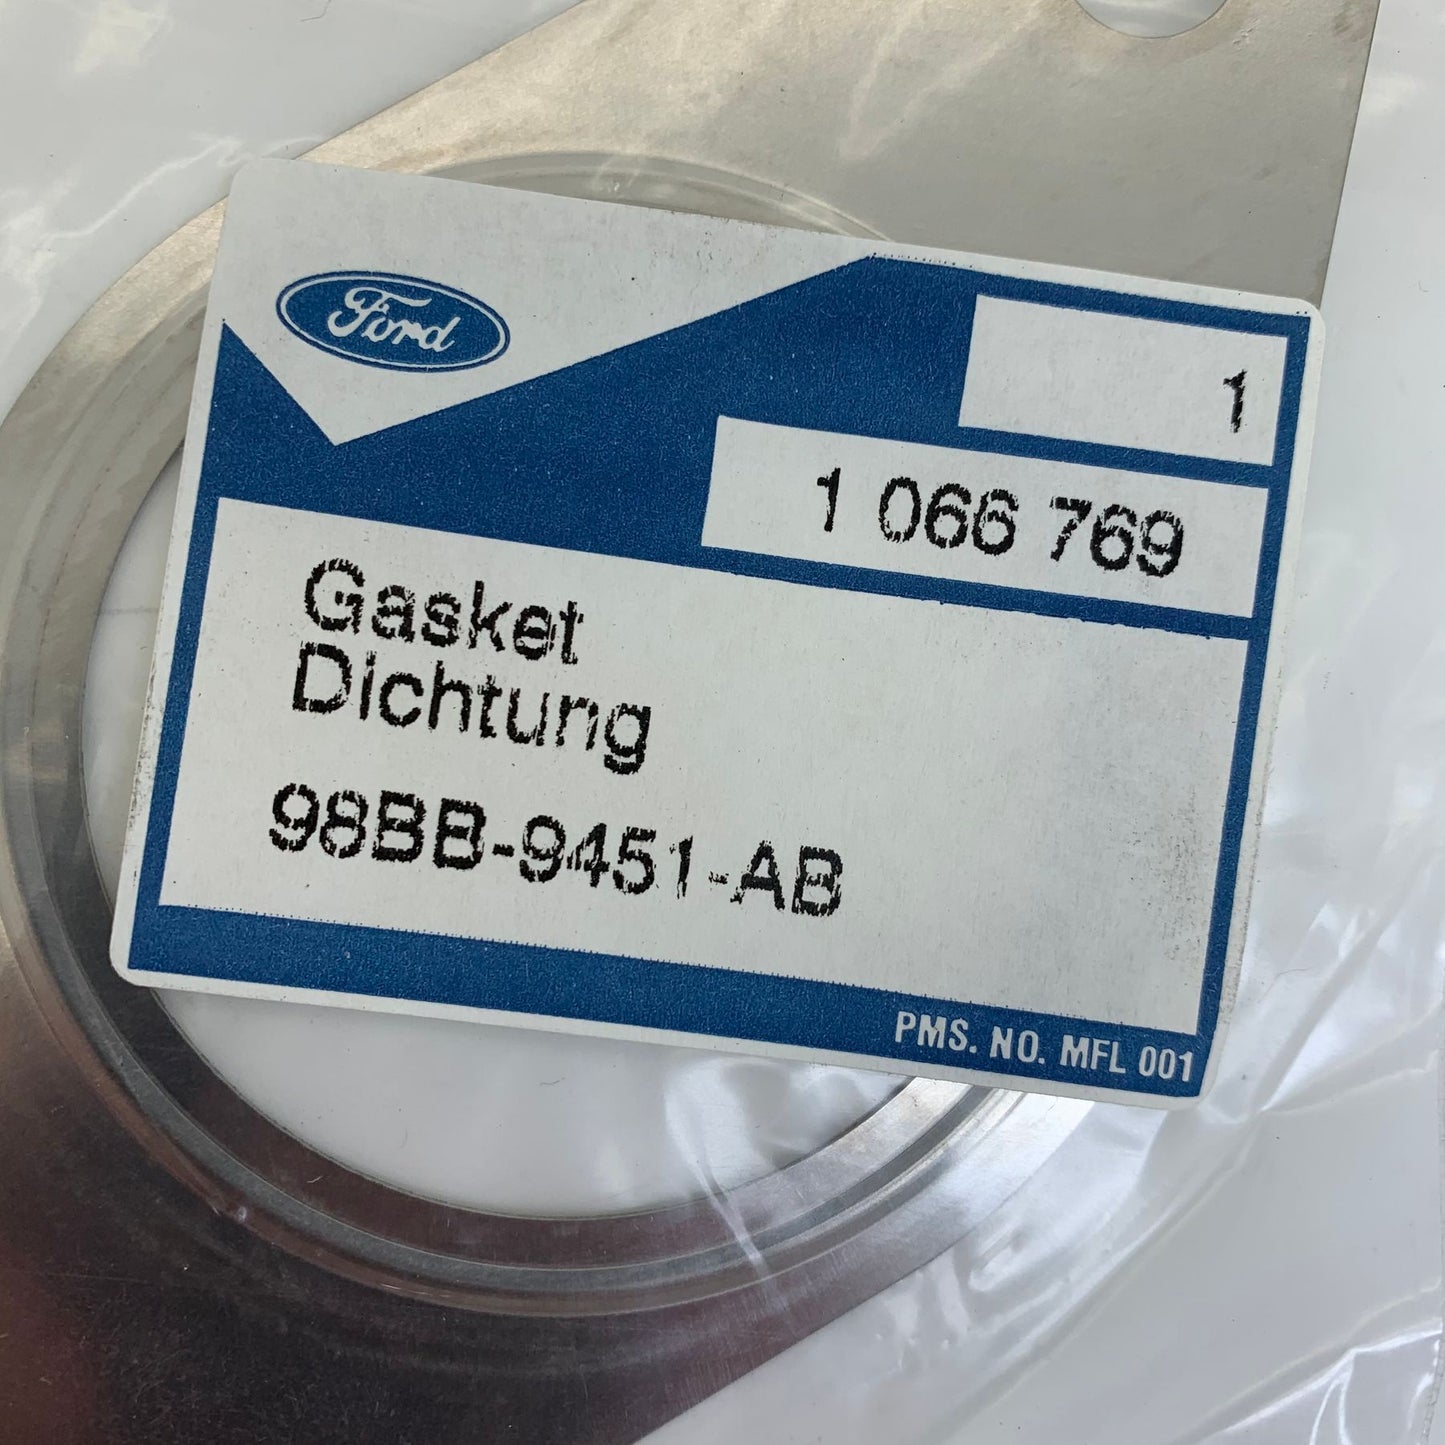 Ford
1
1 066 769
Gasket
Dichtung
98BB-9451-AB
PMS. NO. MFL 001